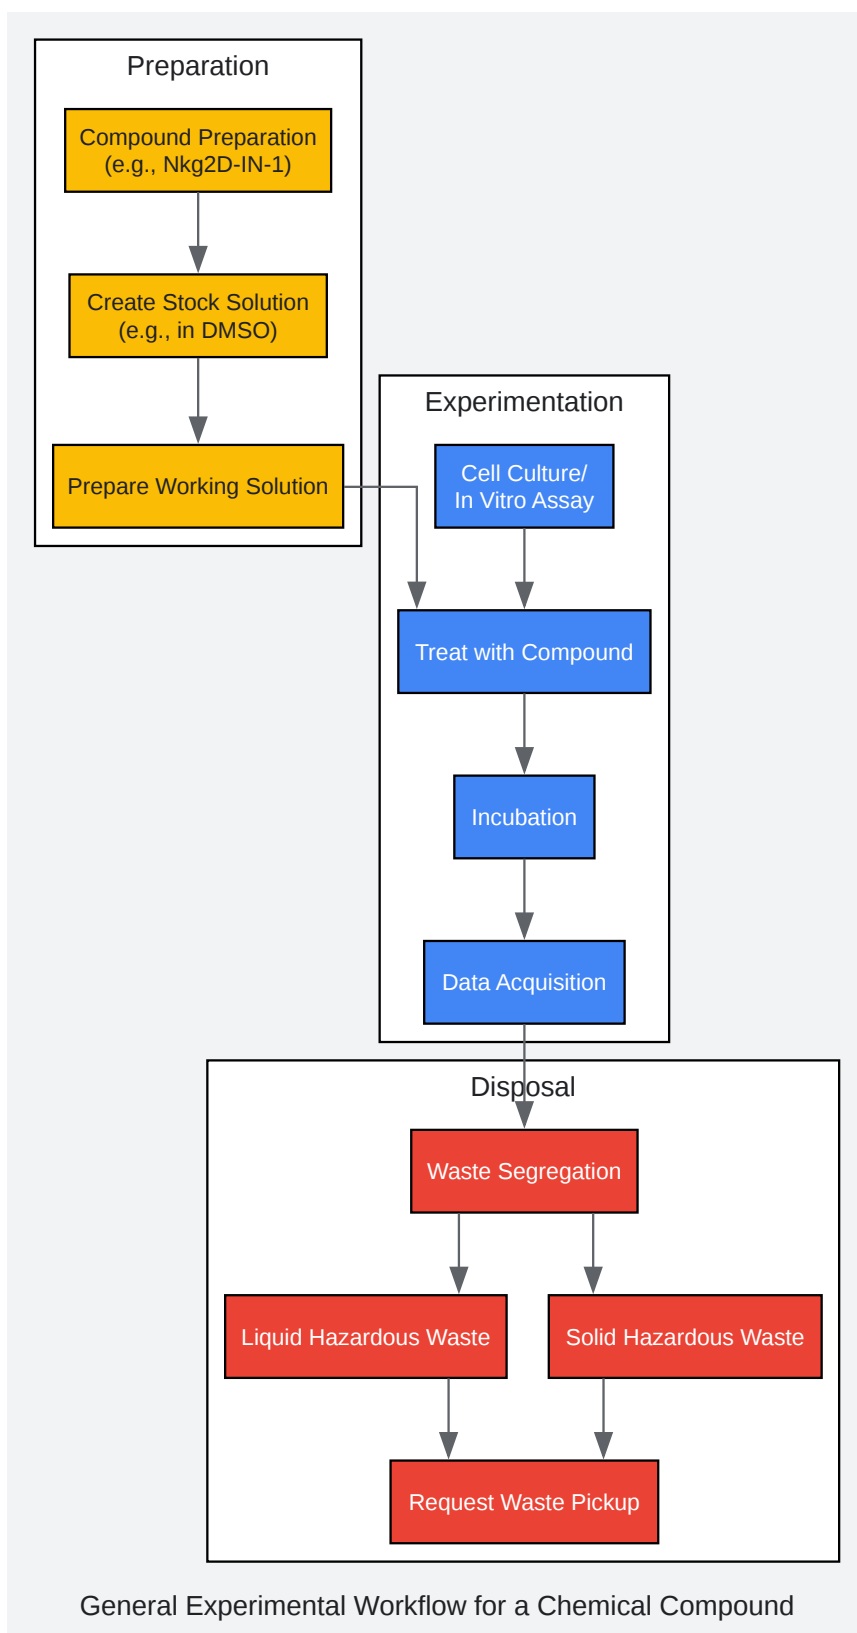 Preparation
Compound Preparation
(e.g., Nkg2D-IN-1)
Create Stock Solution
(e.g., in DMSO)
Prepare Working Solution
Experimentation
Cell Culture/
In Vitro Assay
Treat with Compound
Incubation
Data Acquisition
Disposal
Waste Segregation
Liquid Hazardous Waste
Solid Hazardous Waste
Request Waste Pickup
General Experimental Workflow for a Chemical Compound